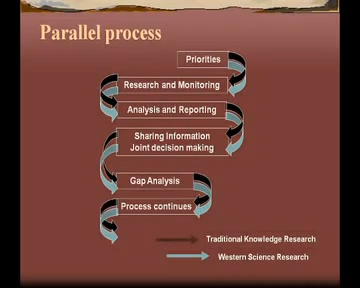 Parallel process
Priorities
Research and Monitoring
Analysis and Reporting
Sharing Information
Joint decision making
Gap Analysis
Process continues
Traditional Knowledge Research
Western Science Research